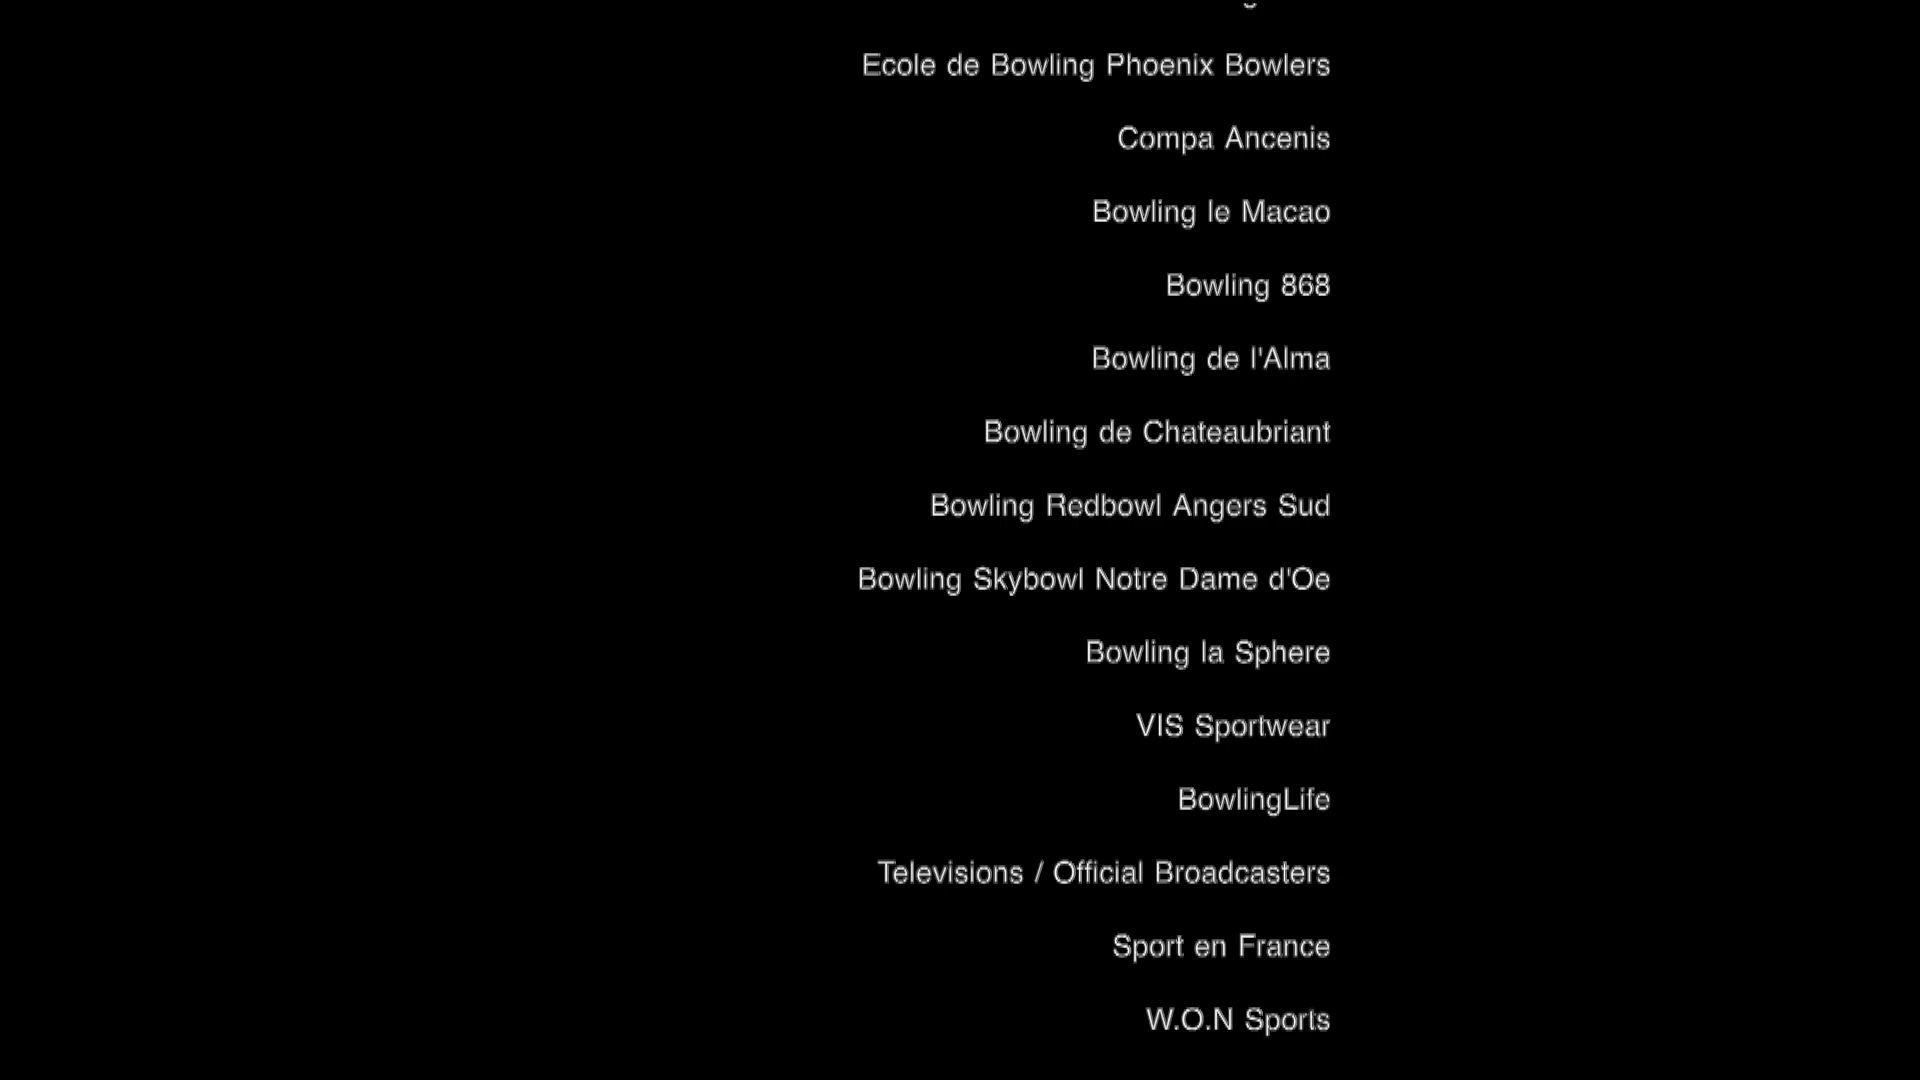 Ecole de Bowling Phoenix Bowlers
Compa Ancenis
Bowling le Macao
Bowling 868
Bowling de l'Alma
Bowling de Chateaubriant
Bowling Redbowl Angers Sud
Bowling Skybowl Notre Dame d'Oe
Bowling la Sphere
VIS Sportwear
BowlingLife
Televisions / Official Broadcasters
Sport en France
W.O.N Sports